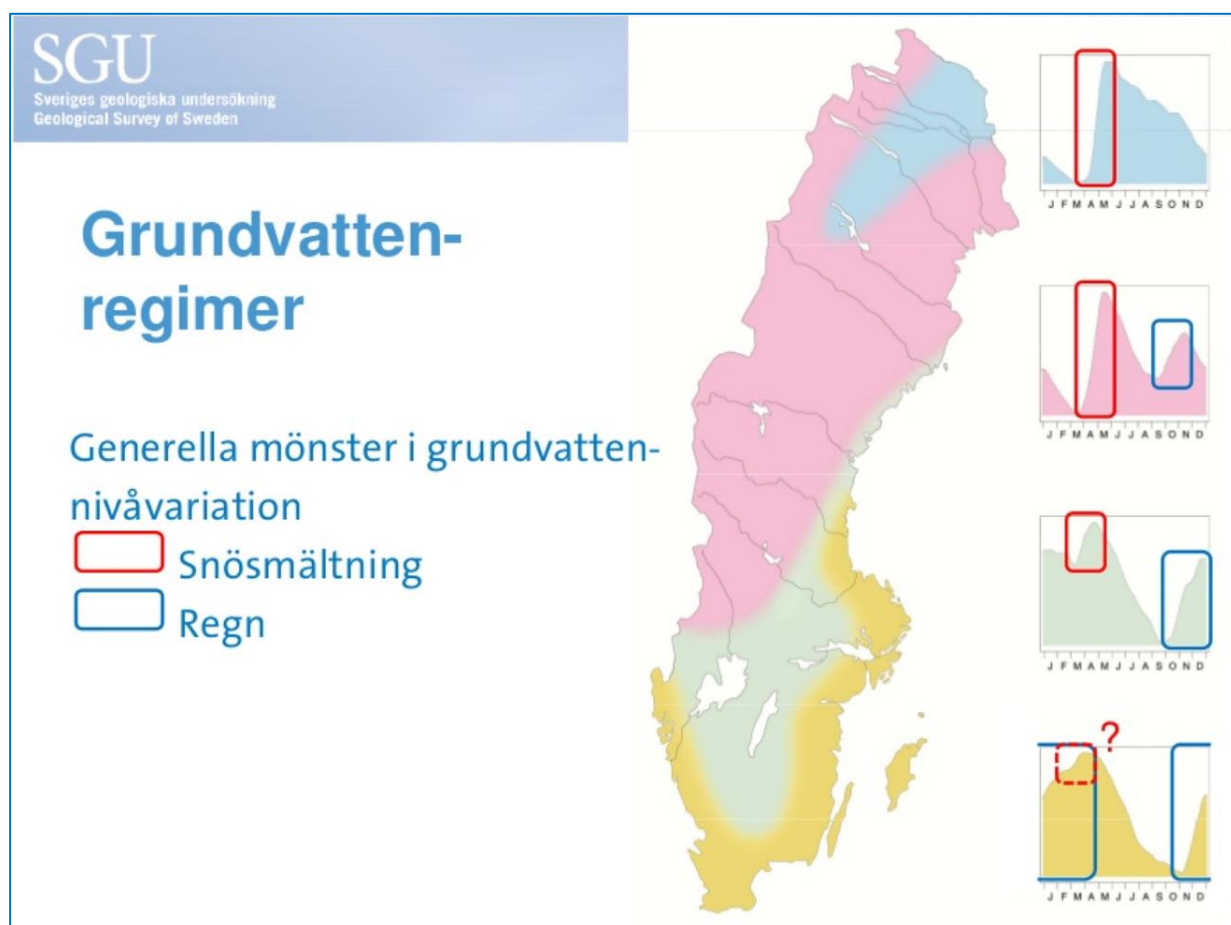 SGU
Sveriges geologiska undersökning
Geological Survey of Sweden
Grundvatten-
regimer
Generella mönster i grundvatten-
nivåvariation
Snösmältning
Regn
J F M A M J J A S O N D
J F M A M J J A S O N D
J F M A M J J A S O N D
?
J F M A M J J A S O N D